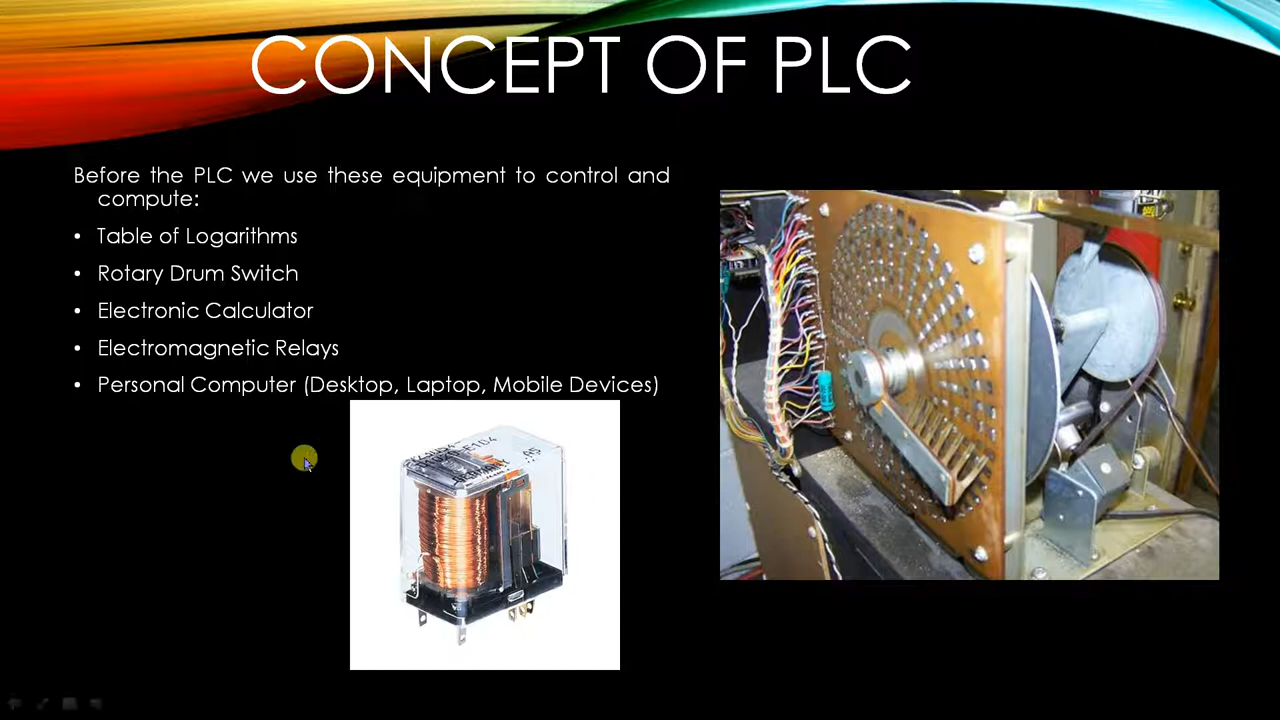 CONCEPT OF PLC
Before the PLC we use these equipment to control and
compute:
• Table of Logarithms
• Rotary Drum Switch
• Electronic Calculator
• Electromagnetic Relays
• Personal Computer (Desktop, Laptop, Mobile Devices)